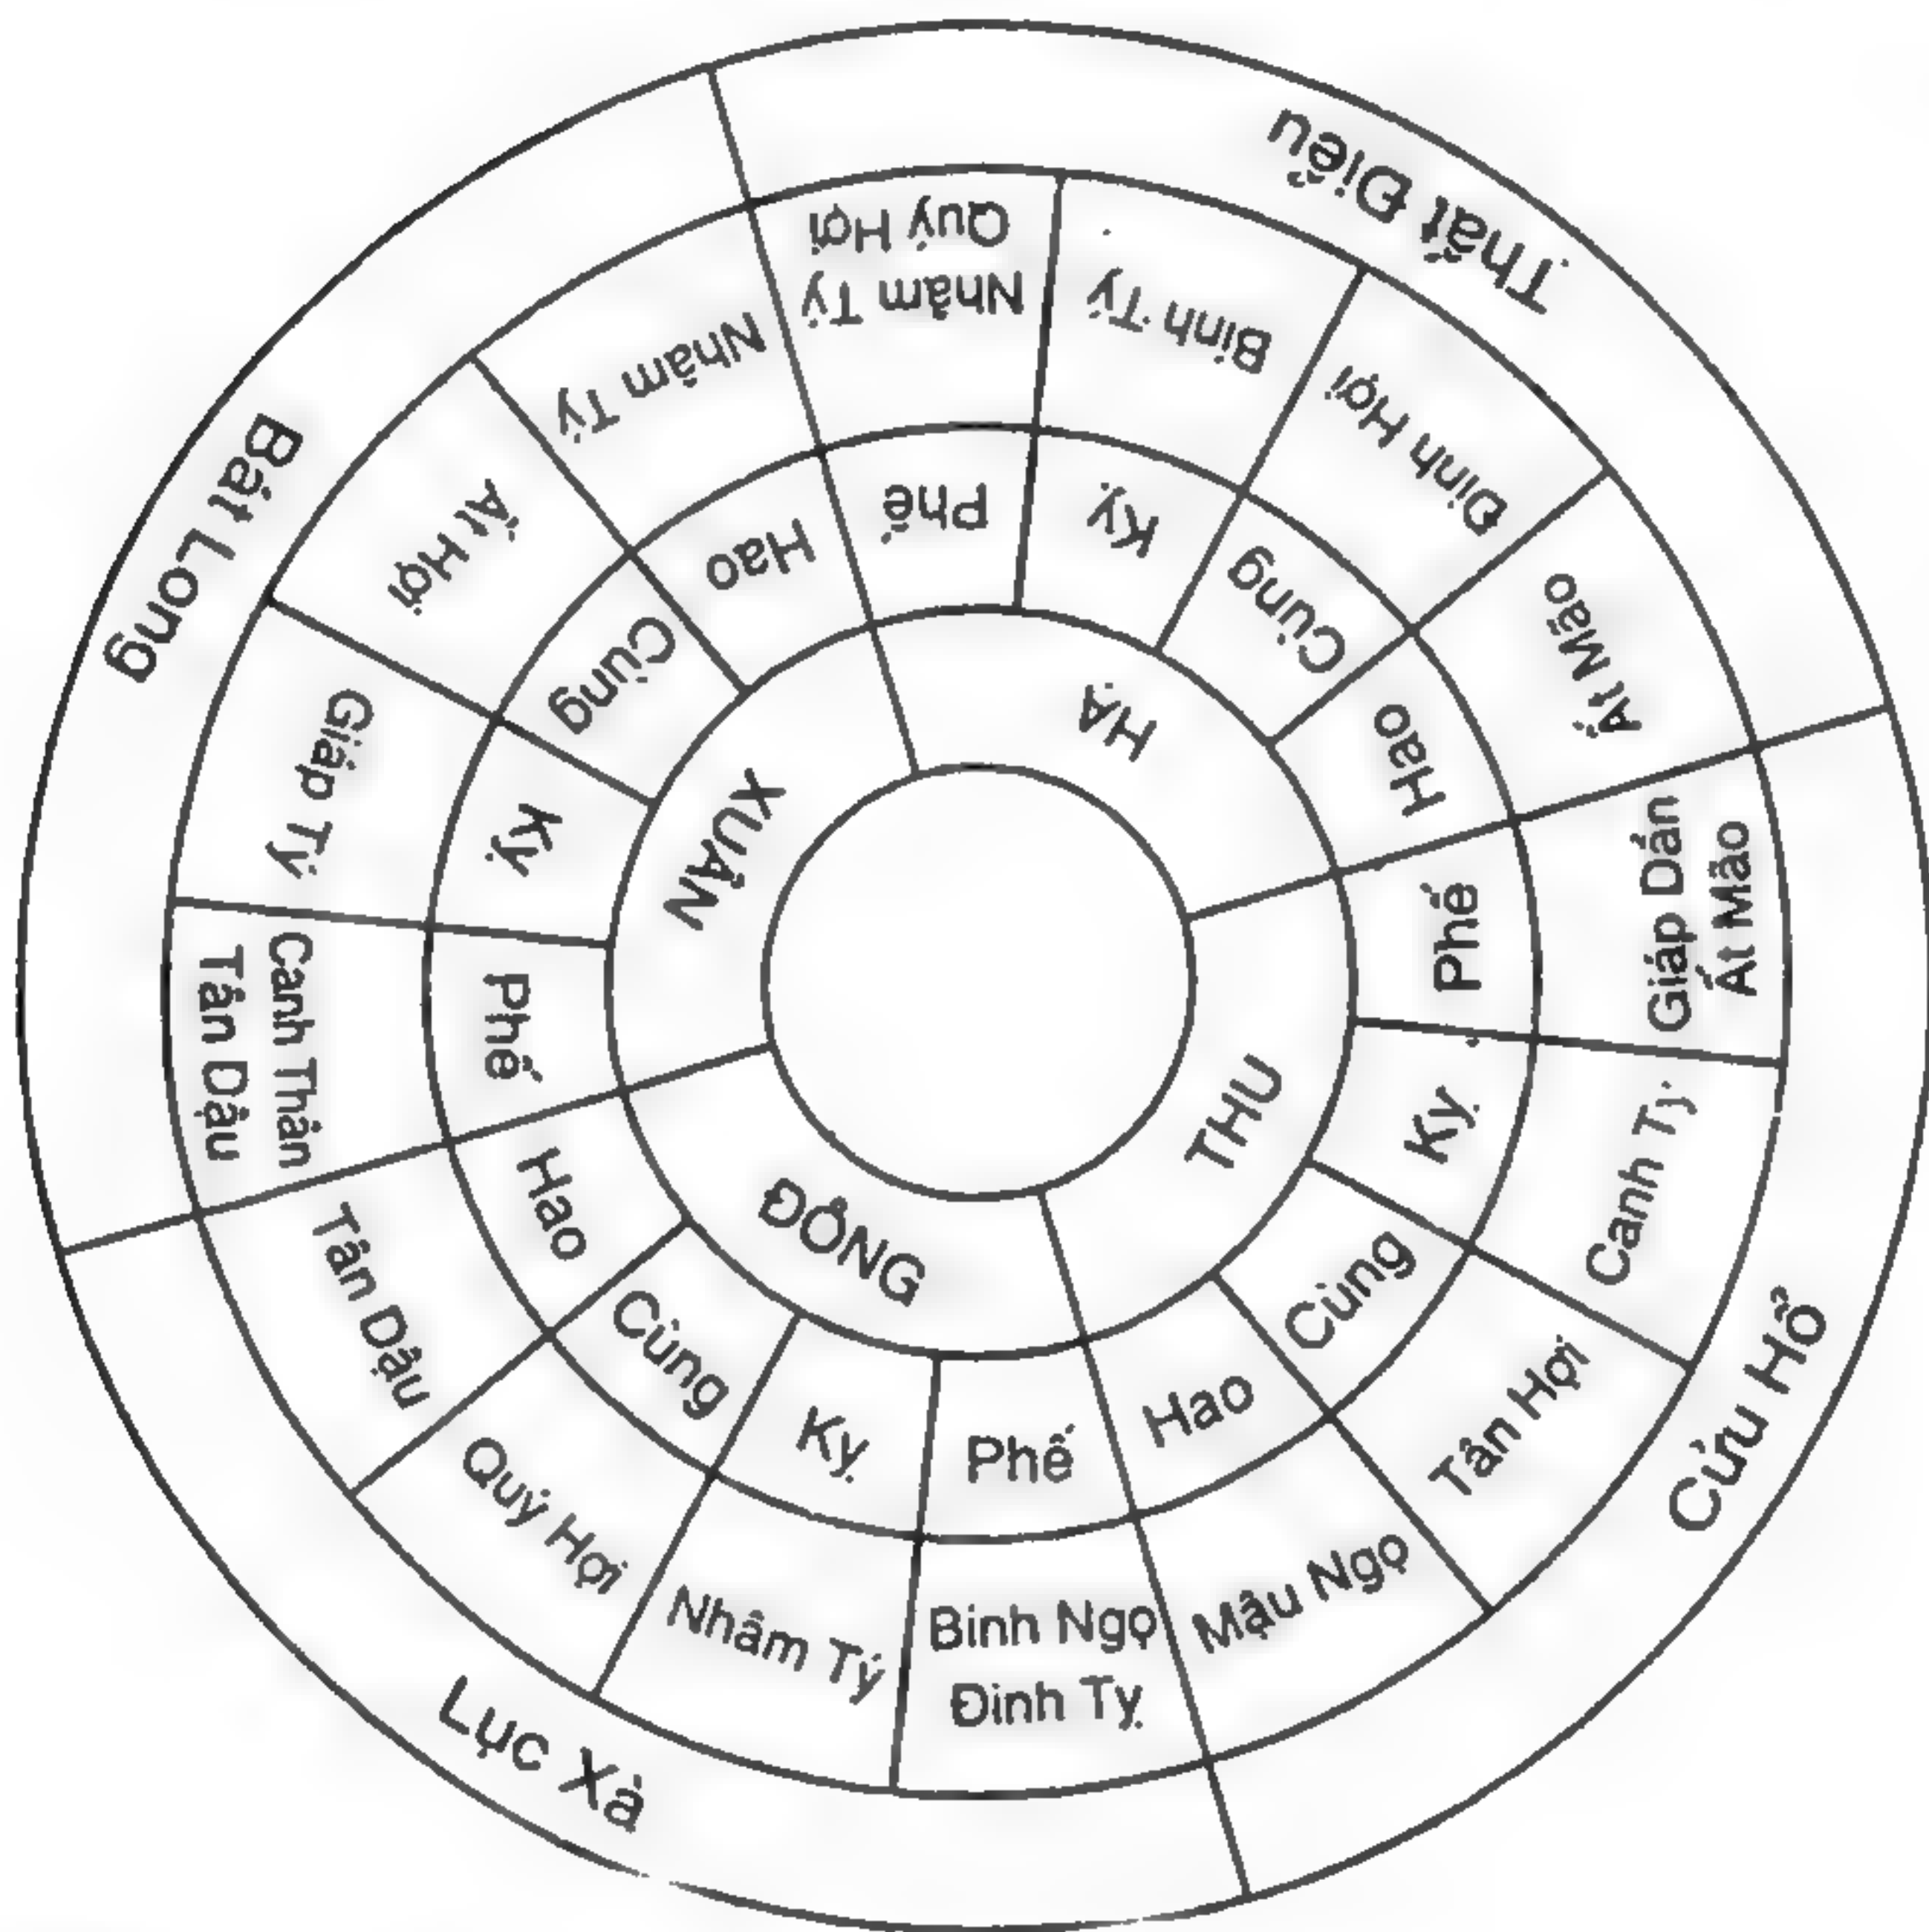 Thất Điểu
Cửu Hổ
Lục Xà
Bát Long
Nhâm Tý
Quý Hợi
Bính Tý
Đinh Hợi
Ất Mão
Giáp Dần
Ất Mão
Canh Tý
Tân Hợi
Mậu Ngọ
Bính Ngọ
Đinh Tỵ
Nhâm Tý
Quý Hợi
Tân Dậu
Canh Thân
Tân Dậu
Giáp Tý
Ất Hợi
Nhâm Tý
Phế
Kỵ
Cùng
Hao
Phế
Kỵ
Cùng
Hao
Phế
Kỵ
Cùng
Hao
Phế
Kỵ
Cùng
Hao
HẠ
THU
ĐÔNG
XUÂN